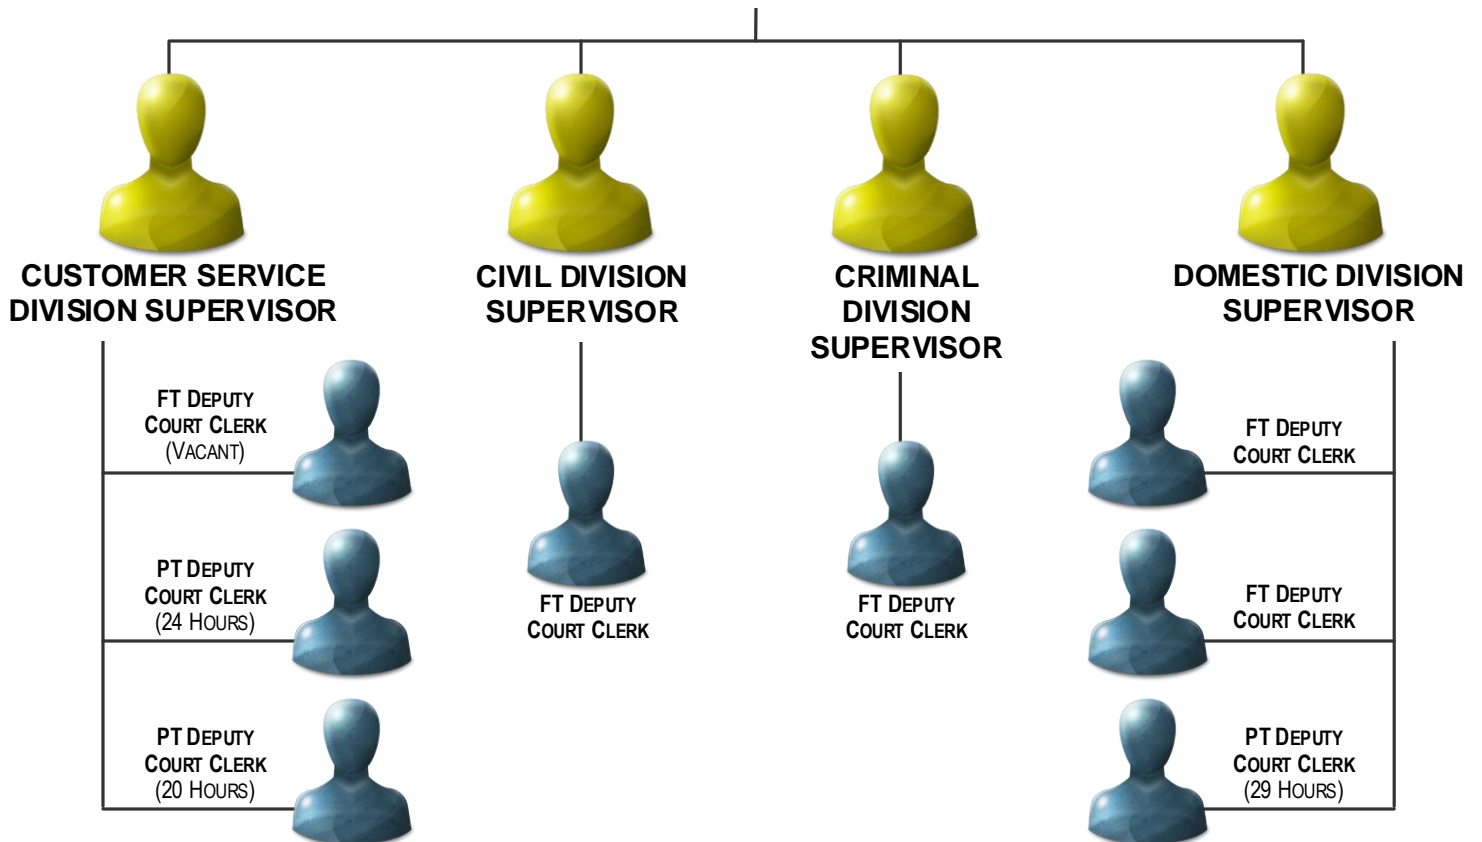 CUSTOMER SERVICE
DIVISION SUPERVISOR
CIVIL DIVISION
SUPERVISOR
CRIMINAL
DIVISION
SUPERVISOR
DOMESTIC DIVISION
SUPERVISOR
FT DEPUTY
COURT CLERK
(VACANT)
PT DEPUTY
COURT CLERK
(24 HOURS)
PT DEPUTY
COURT CLERK
(20 HOURS)
FT DEPUTY
COURT CLERK
FT DEPUTY
COURT CLERK
FT DEPUTY
COURT CLERK
FT DEPUTY
COURT CLERK
PT DEPUTY
COURT CLERK
(29 HOURS)